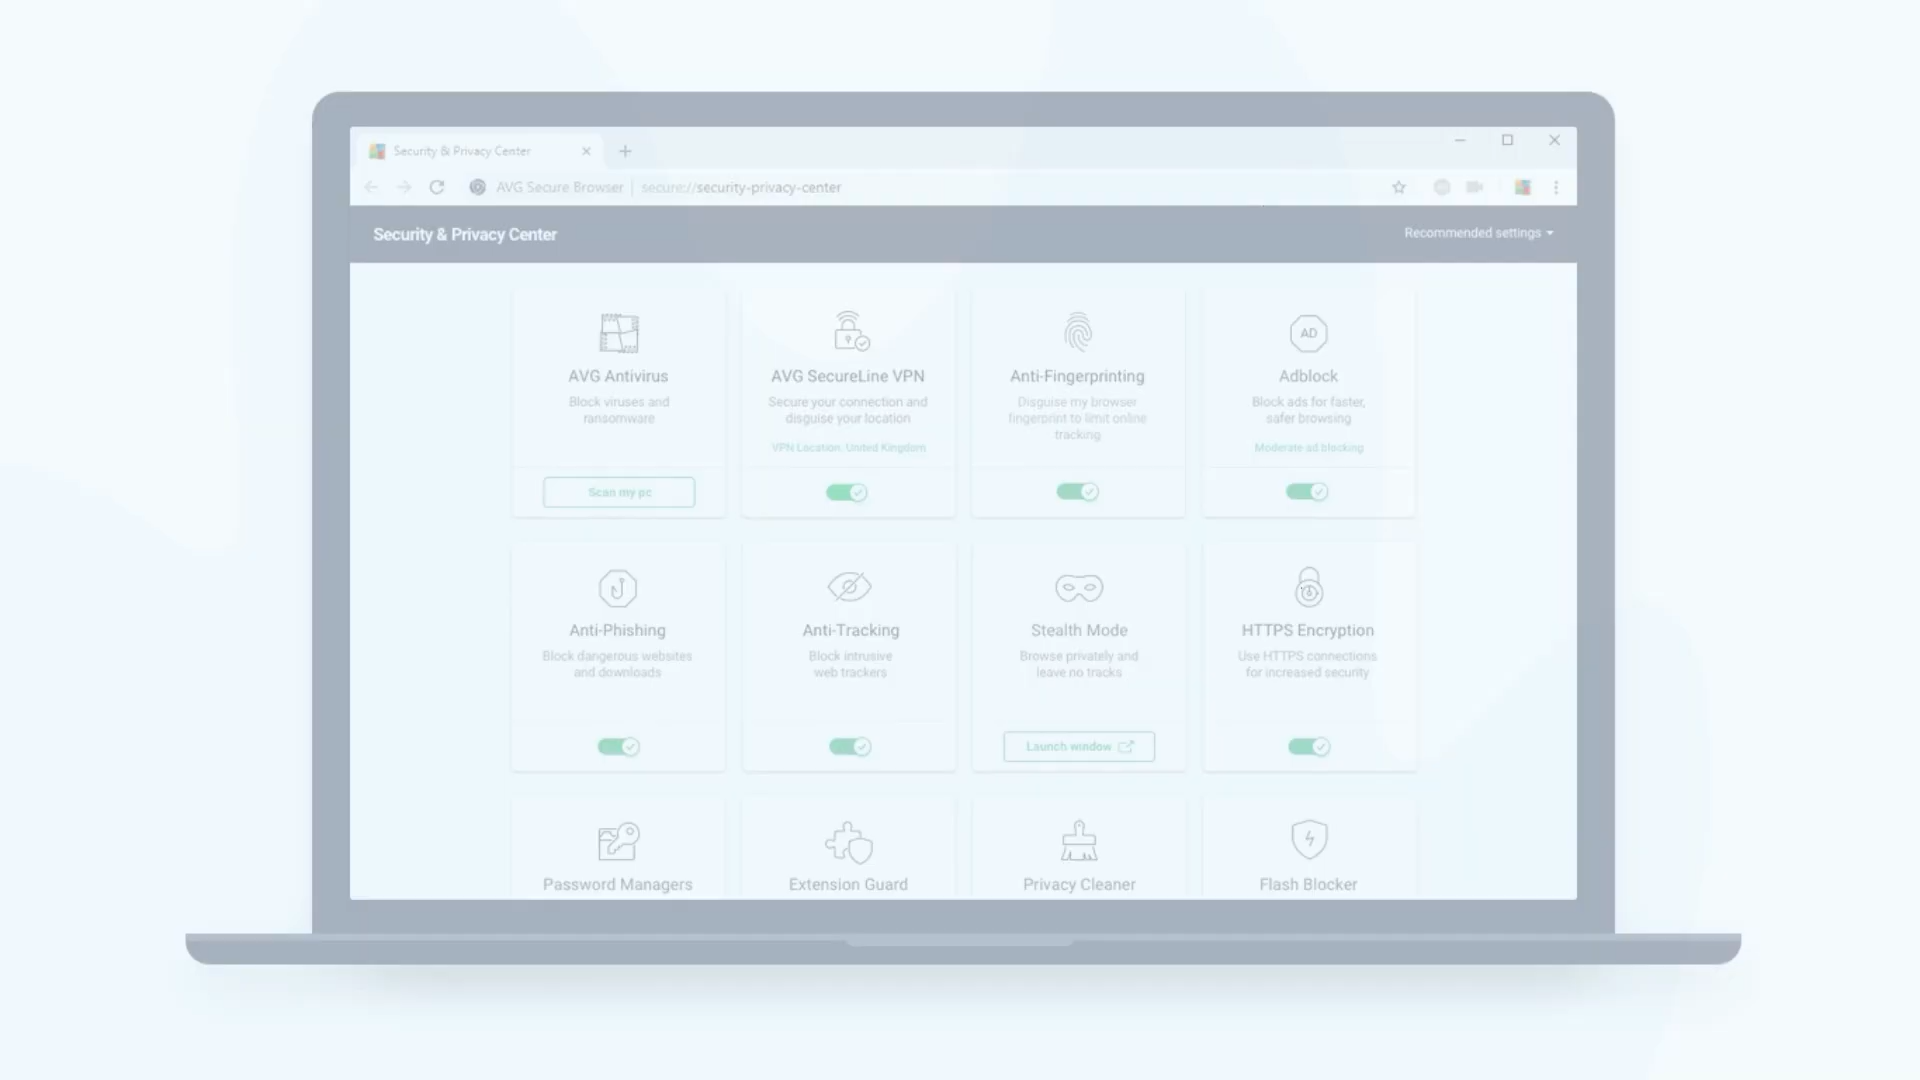 Security & Privacy Center
AVG Secure Browser | secure://security-privacy-center
Security & Privacy Center
Recommended settings
AVG Antivirus
Block viruses and
ransomware
Scan my pc
AVG SecureLine VPN
Secure your connection and
disguise your location
VPN Location: United Kingdom
Anti-Fingerprinting
Disguise my browser
fingerprint to limit online
tracking
AD
Adblock
Block ads for faster,
safer browsing
Moderate ad blocking
Anti-Phishing
Block dangerous websites
and downloads
Anti-Tracking
Block intrusive
web trackers
Stealth Mode
Browse privately and
leave no tracks
Launch window
HTTPS Encryption
Use HTTPS connections
for increased security
Password Managers
Extension Guard
Privacy Cleaner
Flash Blocker